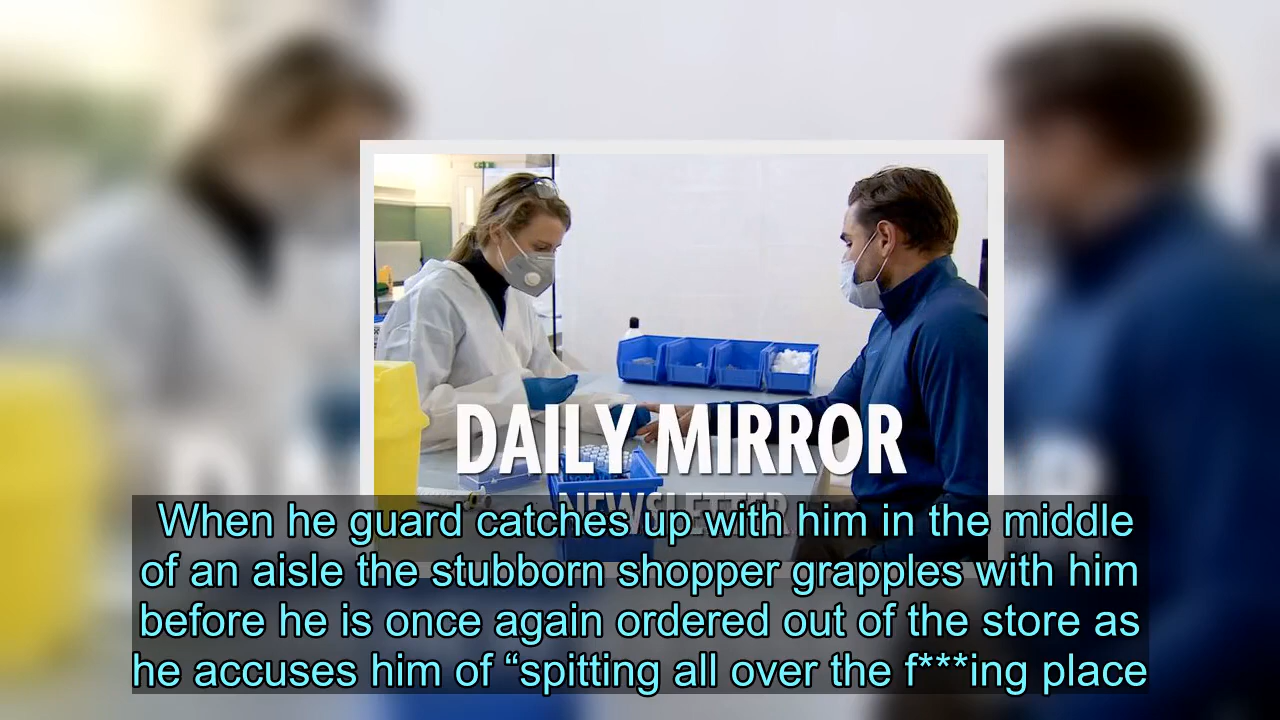 DAILY MIRROR
NEWSLETTER
When he guard catches up with him in the middle
of an aisle the stubborn shopper grapples with him
before he is once again ordered out of the store as
he accuses him of “spitting all over the f***ing place